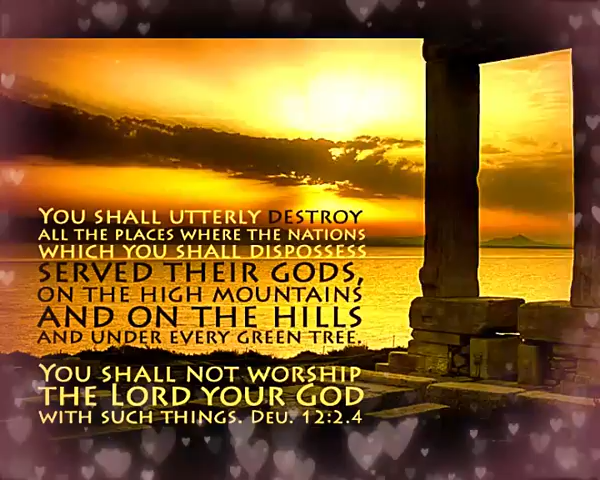 You shall utterly destroy
all the places where the nations
which you shall dispossess
served their gods,
on the high mountains
and on the hills
and under every green tree.
You shall not worship
the Lord your God
with such things. Deu. 12:2.4